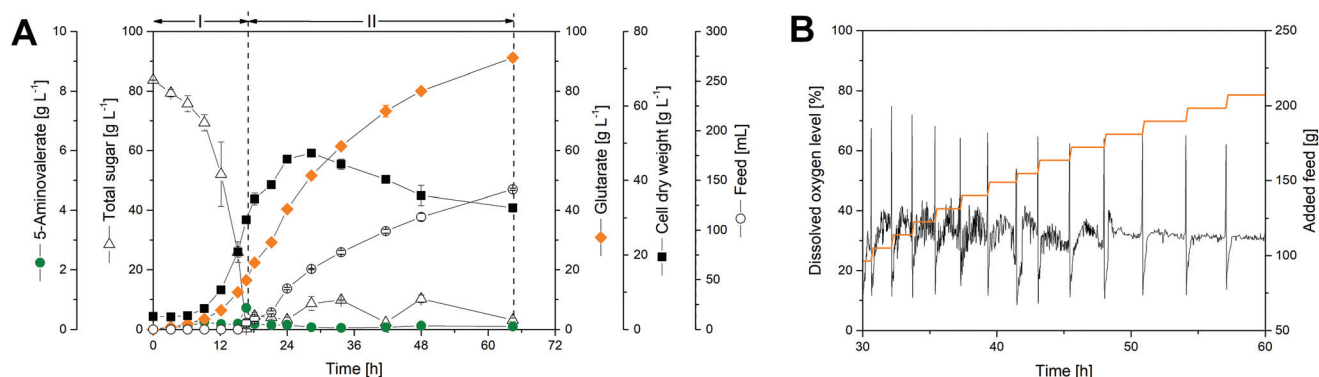 A
I
II
5-Aminovalerate [g L⁻¹]
10
8
6
4
2
0
Total sugar [g L⁻¹]
100
80
60
40
20
0
0 12 24 36 48 60 72
Time [h]
100
80
60
40
20
0
Glutarate [g L⁻¹]
80
60
40
20
0
Cell dry weight [g L⁻¹]
300
250
200
150
100
50
0
Feed [mL]
B
Dissolved oxygen level [%]
100
80
60
40
20
0
30 40 50 60
Time [h]
250
200
150
100
50
Added feed [g]